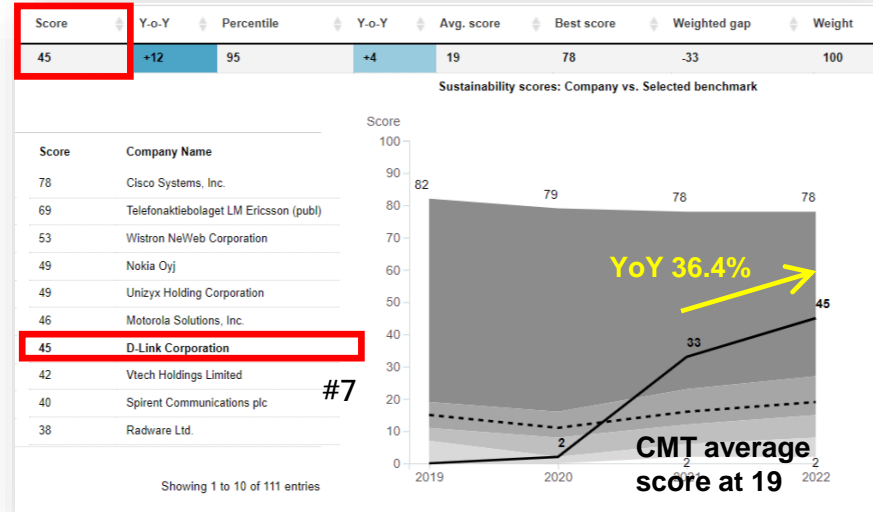 Score Y-o-Y Percentile Y-o-Y Avg. score Best score Weighted gap Weight
45 +12 95 +4 19 78 -33 100
Sustainability scores: Company vs. Selected benchmark
Score Company Name
78 Cisco Systems, Inc.
69 Telefonaktiebolaget LM Ericsson (publ)
53 Wistron NeWeb Corporation
49 Nokia Oyj
49 Unizyx Holding Corporation
46 Motorola Solutions, Inc.
45 D-Link Corporation
42 Vtech Holdings Limited
40 Spirent Communications plc
38 Radware Ltd.
#7
Showing 1 to 10 of 111 entries
Score
100
90
80
70
60
50
40
30
20
10
0
82
79
78
78
YoY 36.4%
45
33
2
CMT average
score at 19
2
2
2019 2020 2021 2022